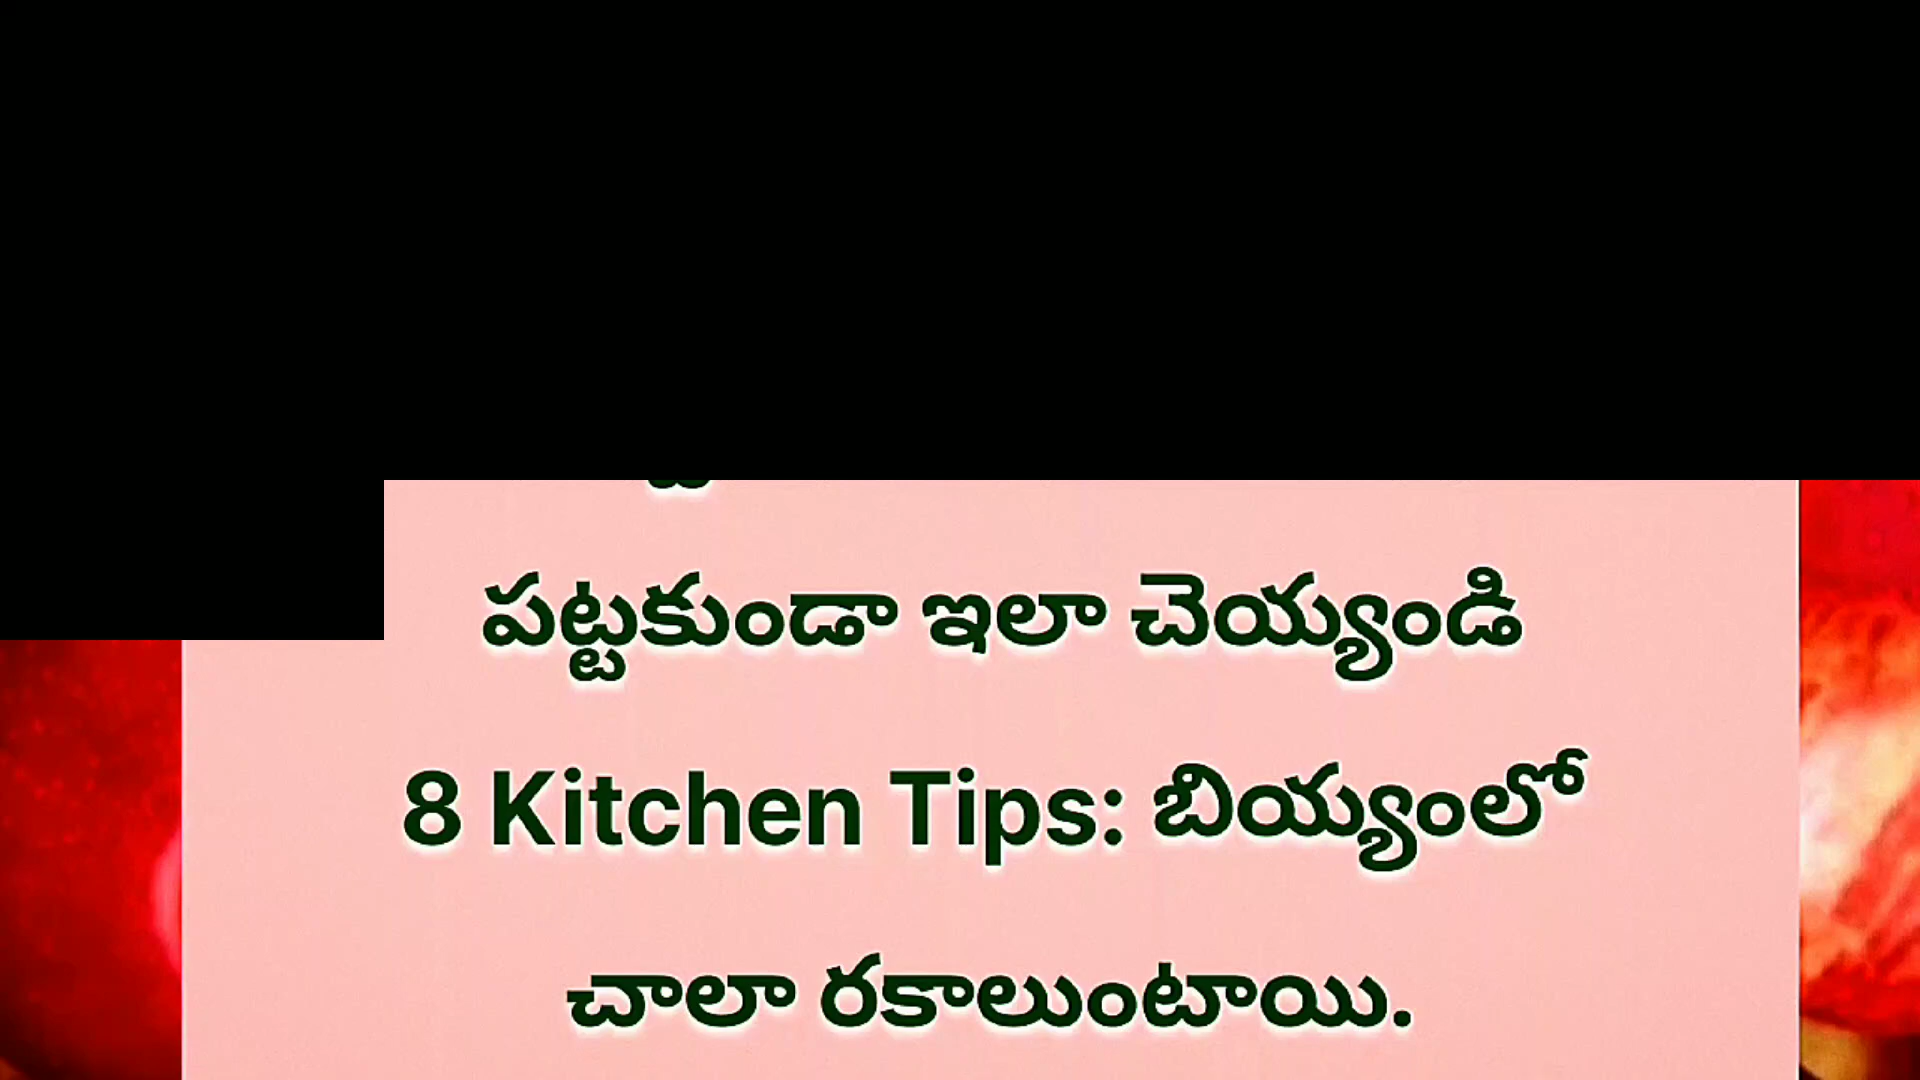 పట్టకుండా ఇలా చెయ్యండి
8 Kitchen Tips: బియ్యంలో
చాలా రకాలుంటాయి.